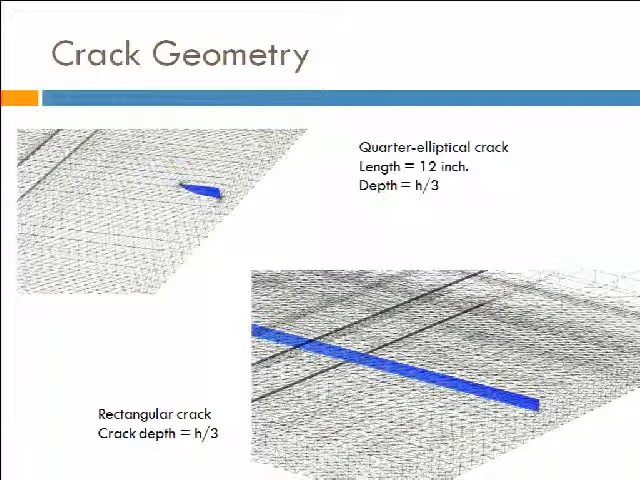 Crack Geometry
Quarter-elliptical crack
Length = 12 inch.
Depth = h/3
Rectangular crack
Crack depth = h/3